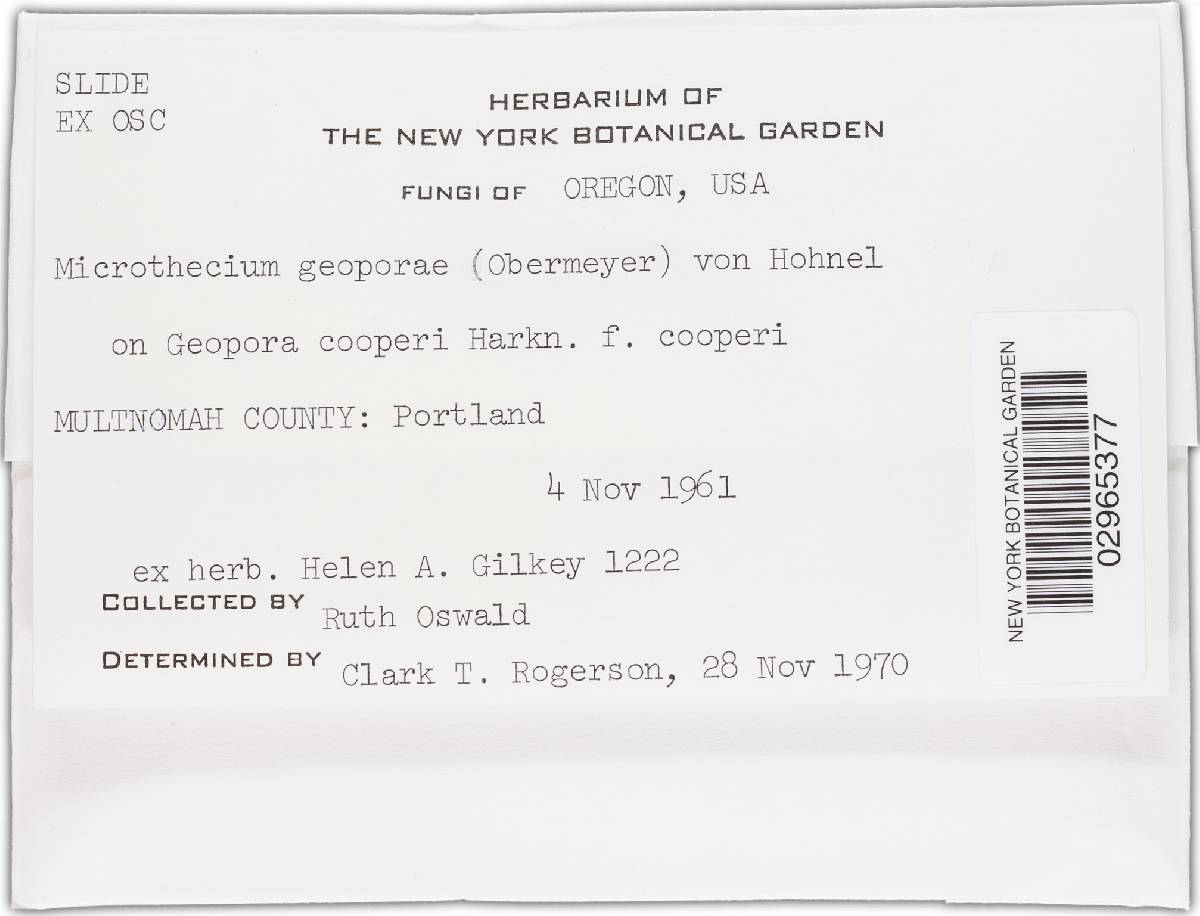 SLIDE
EX OSC
HERBARIUM OF
THE NEW YORK BOTANICAL GARDEN
FUNGI OF OREGON, USA
Microthecium geoporae (Obermeyer) von Hohnel
on Geopora cooperi Harkn. f. cooperi
MULTNOMAH COUNTY: Portland
4 Nov 1961
ex herb. Helen A. Gilkey 1222
COLLECTED BY Ruth Oswald
DETERMINED BY Clark T. Rogerson, 28 Nov 1970
NEW YORK BOTANICAL GARDEN
02965377